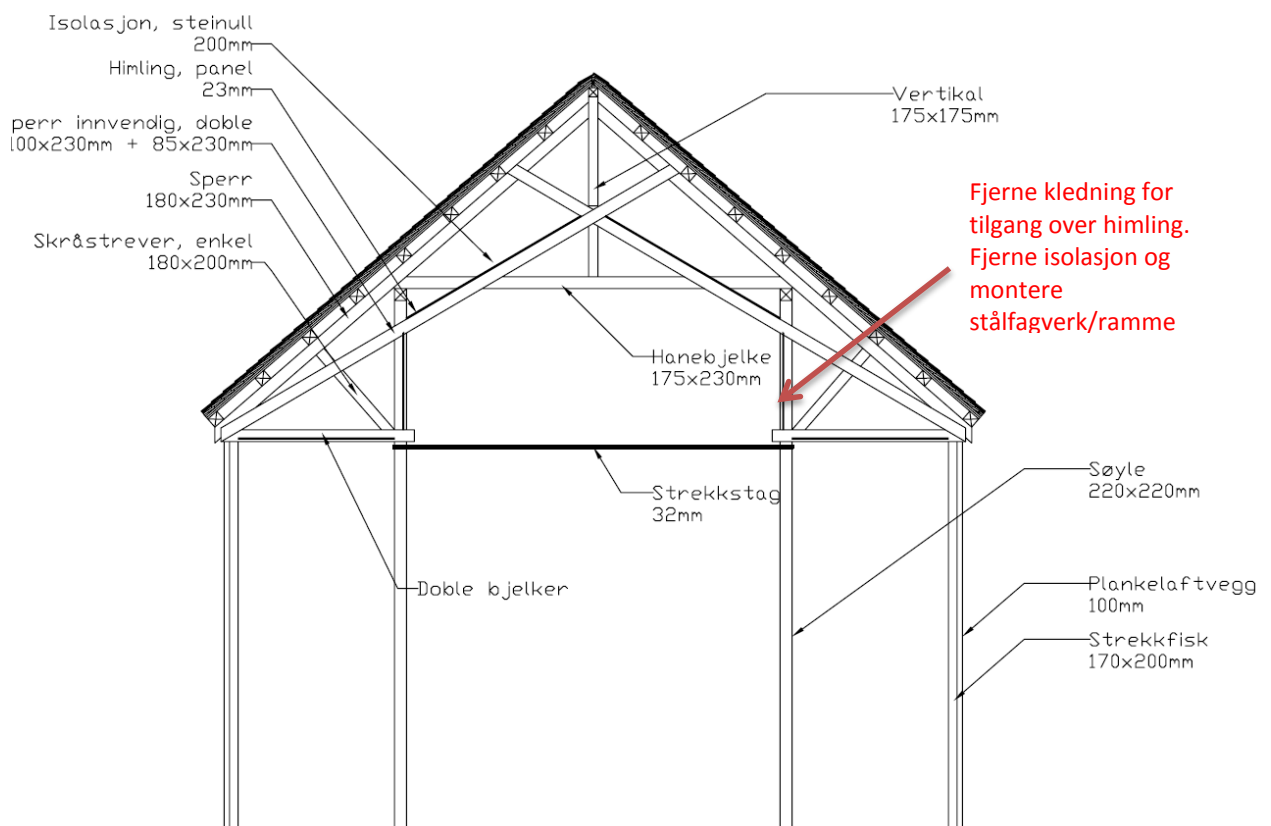 Isolasjon, steinull
200mm
Himling, panel
23mm
perr innvendig, doble
100x230mm + 85x230mm
Sperr
180x230mm
Skråstrever, enkel
180x200mm
Vertikal
175x175mm
Fjerne kledning for
tilgang over himling.
Fjerne isolasjon og
montere
stålfagverk/ramme
Hanebjelke
175x230mm
Strekkstag
32mm
Søyle
220x220mm
Doble bjelker
Plankelaftvegg
100mm
Strekkfisk
170x200mm